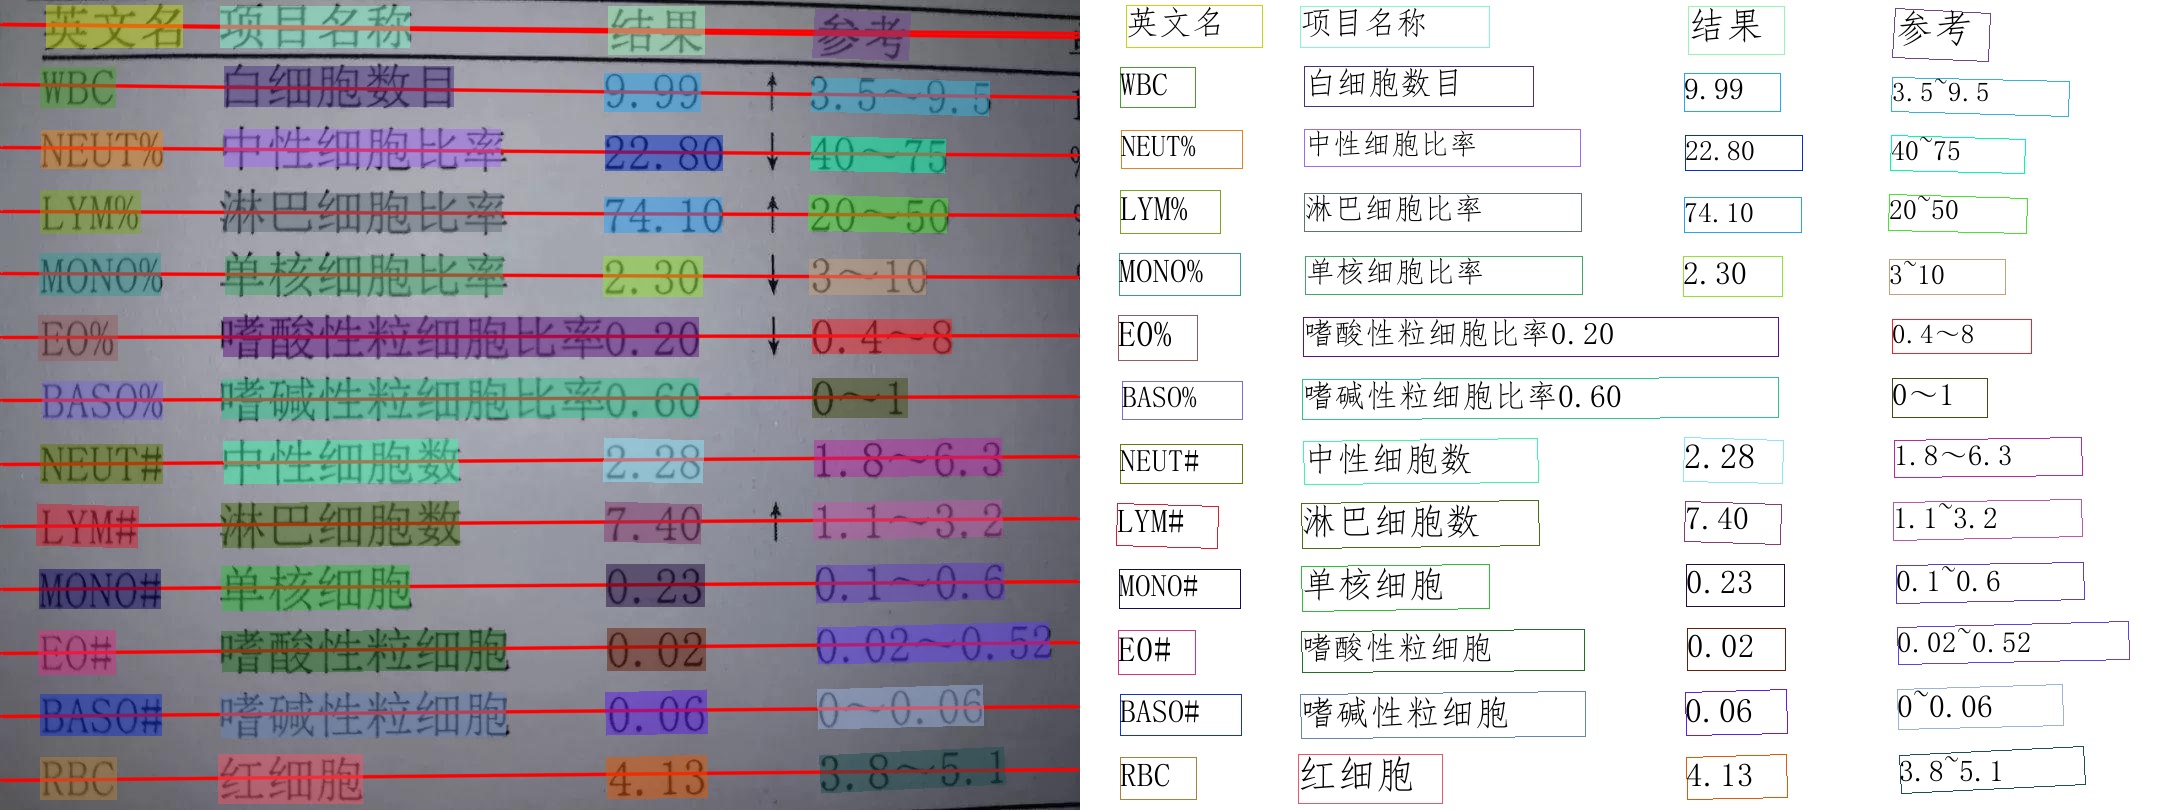 英文名 项目名称 结果 参考
WBC 白细胞数目 9.99 ↑ 3.5～9.5
NEUT% 中性细胞比率 22.80 ↓ 40～75
LYM% 淋巴细胞比率 74.10 ↑ 20～50
MONO% 单核细胞比率 2.30 ↓ 3～10
EO% 嗜酸性粒细胞比率0.20 ↓ 0.4～8
BASO% 嗜碱性粒细胞比率0.60 0～1
NEUT# 中性细胞数 2.28 1.8～6.3
LYM# 淋巴细胞数 7.40 ↑ 1.1～3.2
MONO# 单核细胞 0.23 0.1～0.6
EO# 嗜酸性粒细胞 0.02 0.02～0.52
BASO# 嗜碱性粒细胞 0.06 0～0.06
RBC 红细胞 4.13 3.8～5.1
英文名 项目名称 结果 参考
WBC 白细胞数目 9.99 3.5~9.5
NEUT% 中性细胞比率 22.80 40~75
LYM% 淋巴细胞比率 74.10 20~50
MONO% 单核细胞比率 2.30 3~10
EO% 嗜酸性粒细胞比率0.20 0.4～8
BASO% 嗜碱性粒细胞比率0.60 0～1
NEUT# 中性细胞数 2.28 1.8～6.3
LYM# 淋巴细胞数 7.40 1.1~3.2
MONO# 单核细胞 0.23 0.1~0.6
EO# 嗜酸性粒细胞 0.02 0.02~0.52
BASO# 嗜碱性粒细胞 0.06 0~0.06
RBC 红细胞 4.13 3.8~5.1